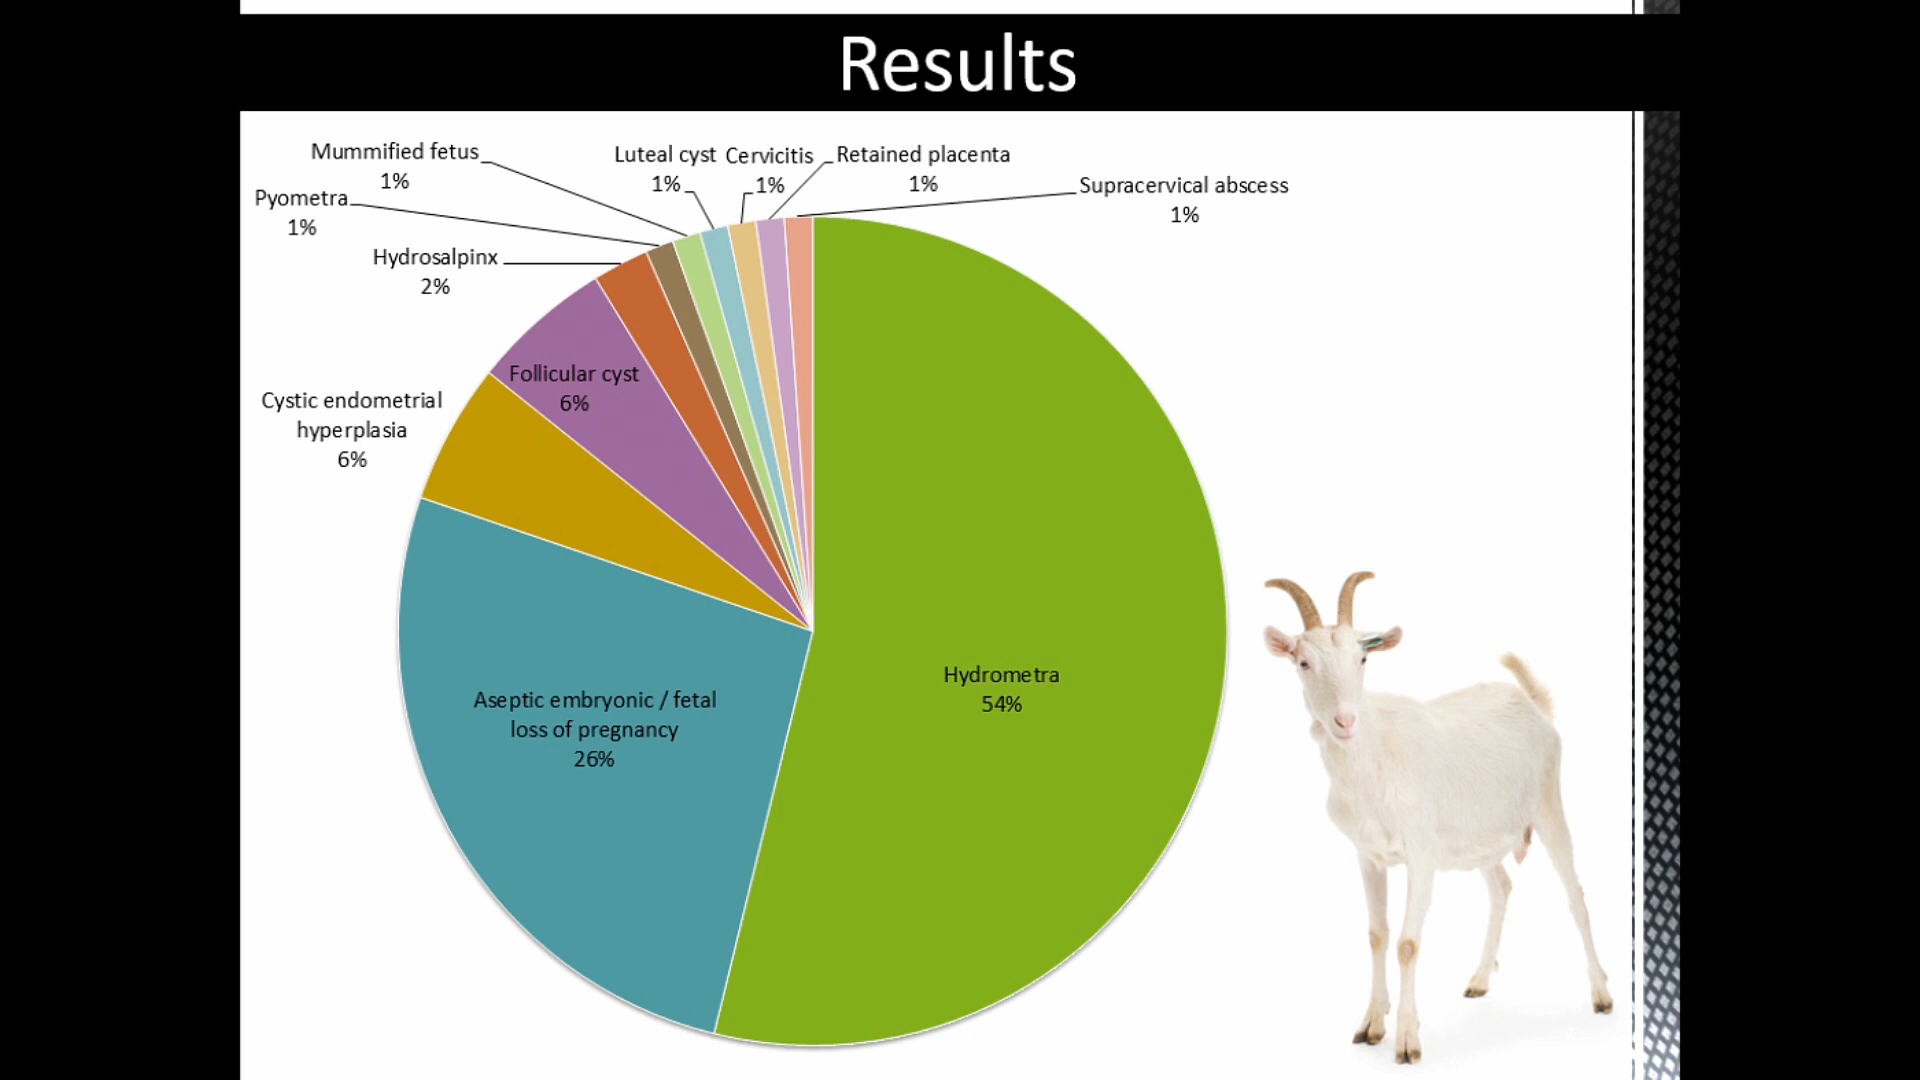 Results
Mummified fetus
1%
Luteal cyst
1%
Cervicitis
1%
Retained placenta
1%
Supracervical abscess
1%
Pyometra
1%
Hydrosalpinx
2%
Follicular cyst
6%
Cystic endometrial
hyperplasia
6%
Hydrometra
54%
Aseptic embryonic / fetal
loss of pregnancy
26%